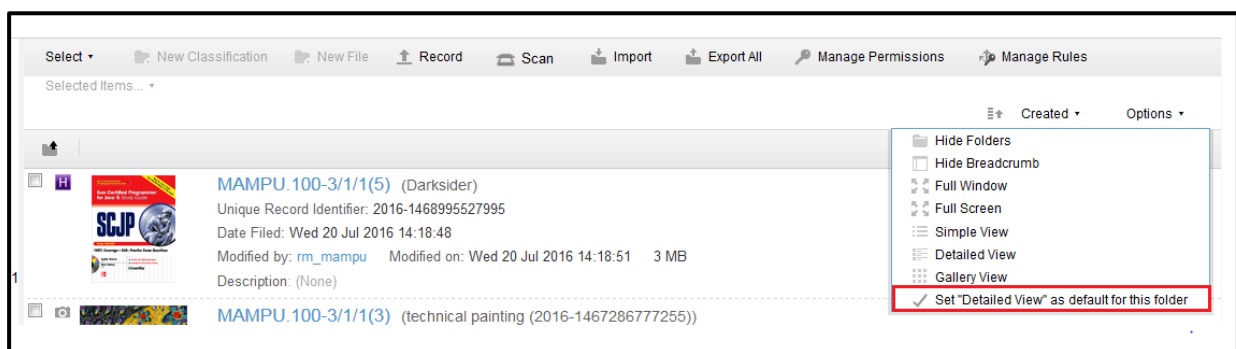 Select New Classification New File Record Scan Import Export All Manage Permissions Manage Rules
Selected Items...
Created Options
Hide Folders
Hide Breadcrumb
Full Window
Full Screen
Simple View
Detailed View
Gallery View
Set "Detailed View" as default for this folder
H
SCJP
MAMPU.100-3/1/1(5) (Darksider)
Unique Record Identifier: 2016-1468995527995
Date Filed: Wed 20 Jul 2016 14:18:48
Modified by: rm_mampu Modified on: Wed 20 Jul 2016 14:18:51 3 MB
Description: (None)
1
MAMPU.100-3/1/1(3) (technical painting (2016-1467286777255))